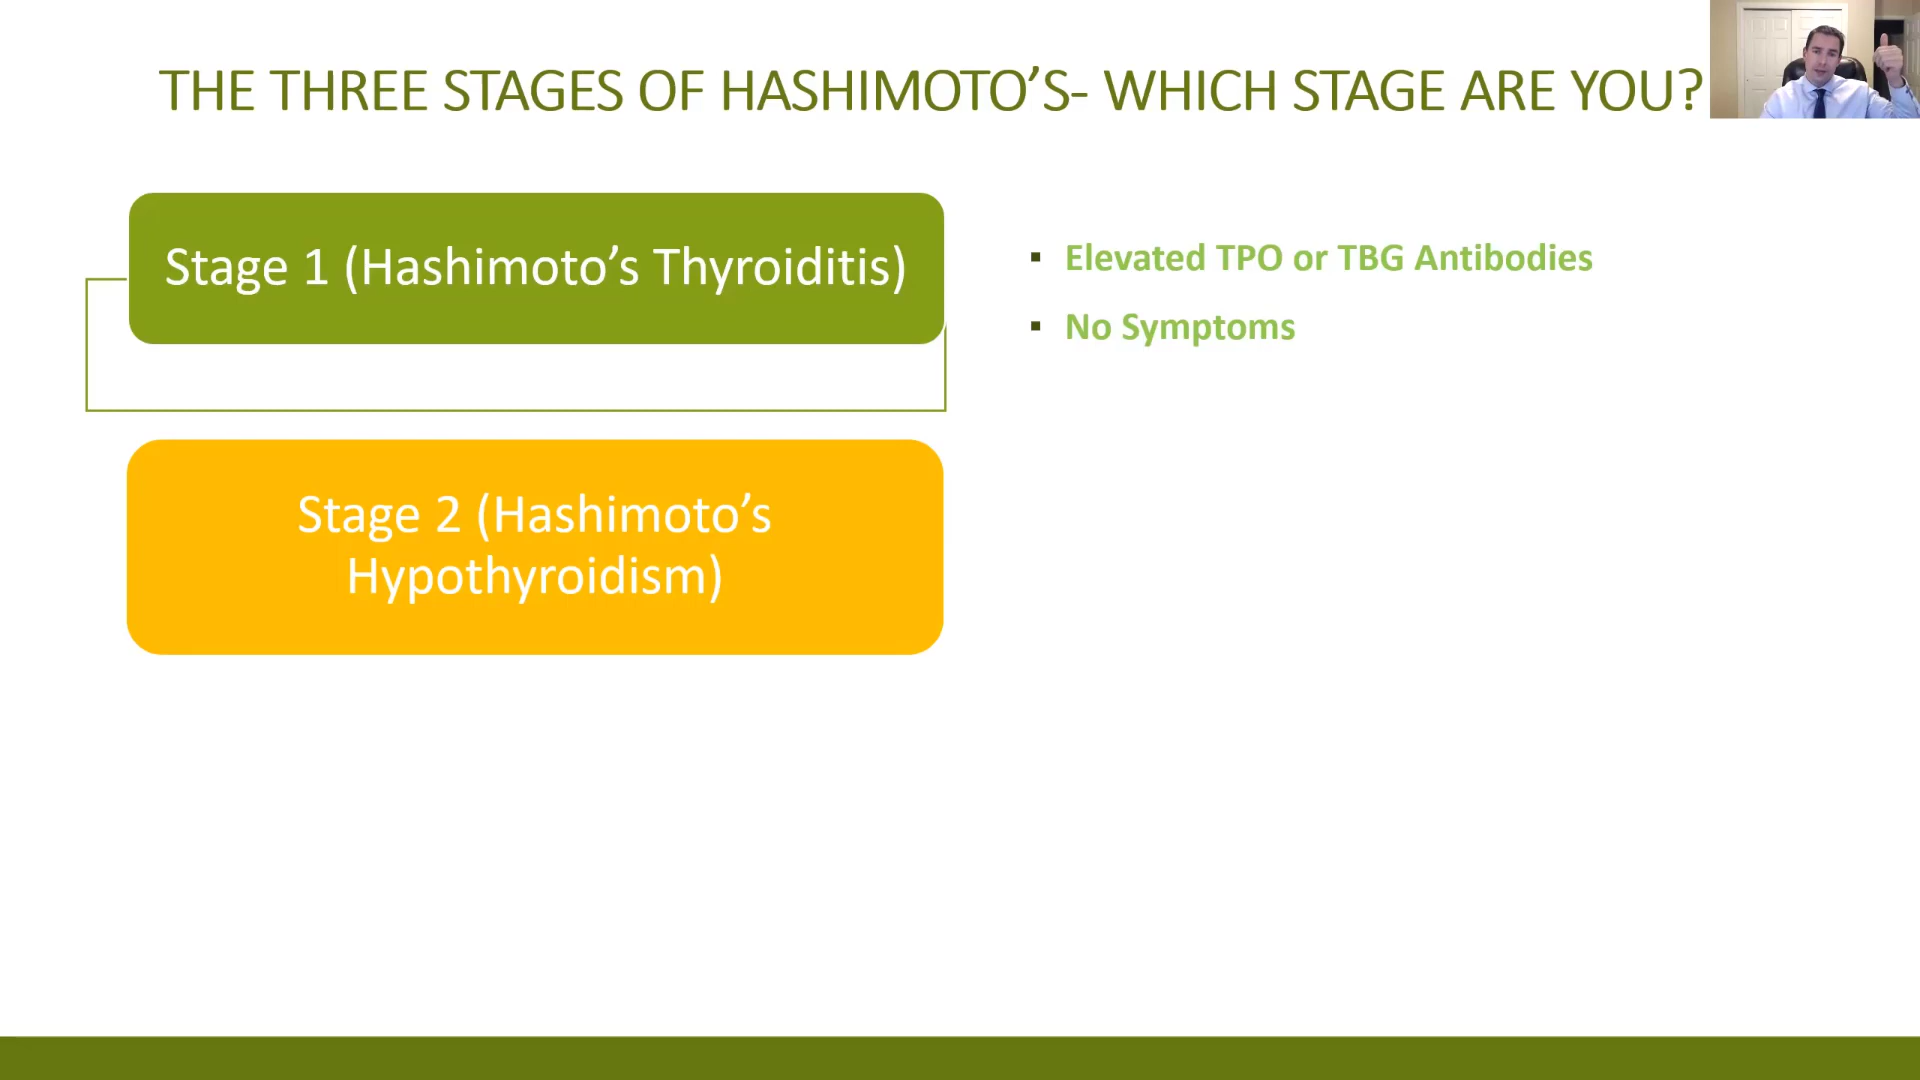 THE THREE STAGES OF HASHIMOTO’S- WHICH STAGE ARE YOU?
Stage 1 (Hashimoto’s Thyroiditis)
▪ Elevated TPO or TBG Antibodies
▪ No Symptoms
Stage 2 (Hashimoto’s
Hypothyroidism)